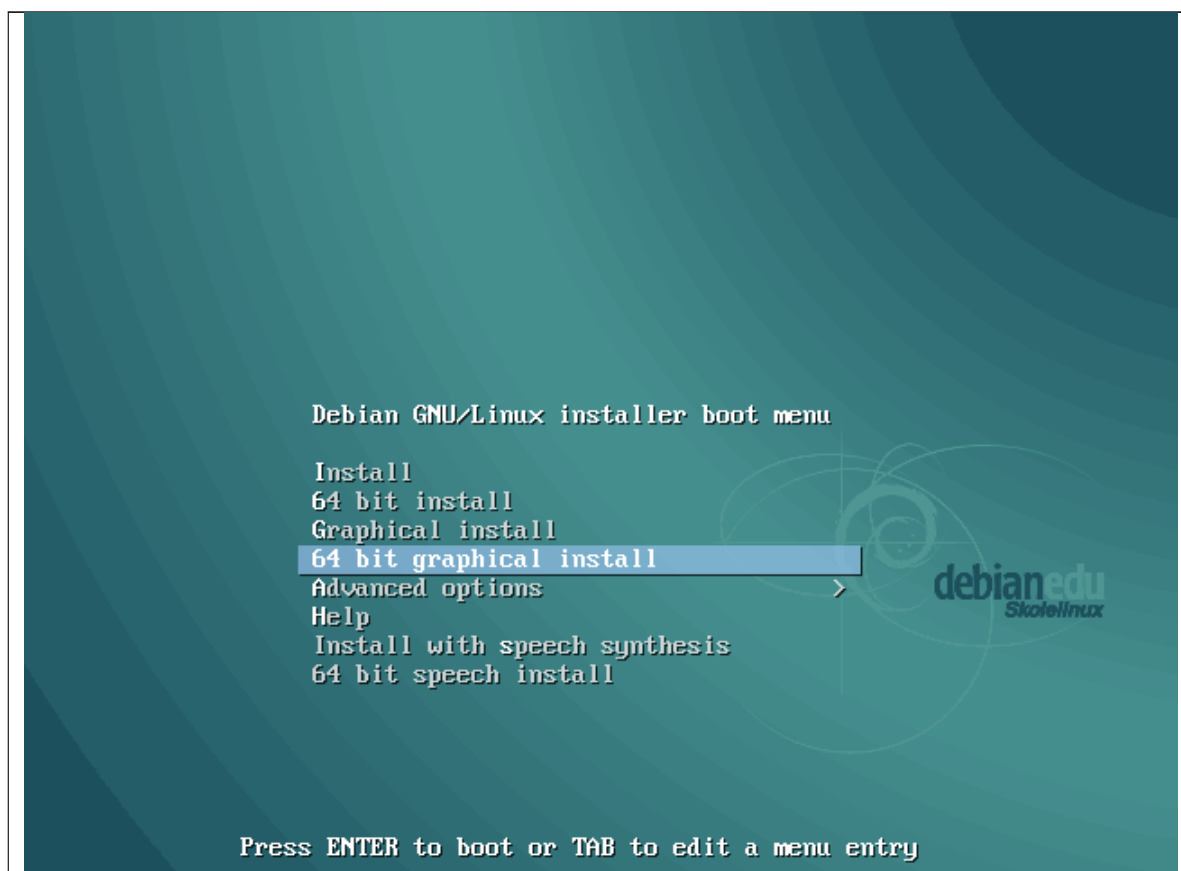 Debian GNU/Linux installer boot menu
Install
64 bit install
Graphical install
64 bit graphical install
Advanced options >
Help
Install with speech synthesis
64 bit speech install
debianedu
Skolelinux
Press ENTER to boot or TAB to edit a menu entry